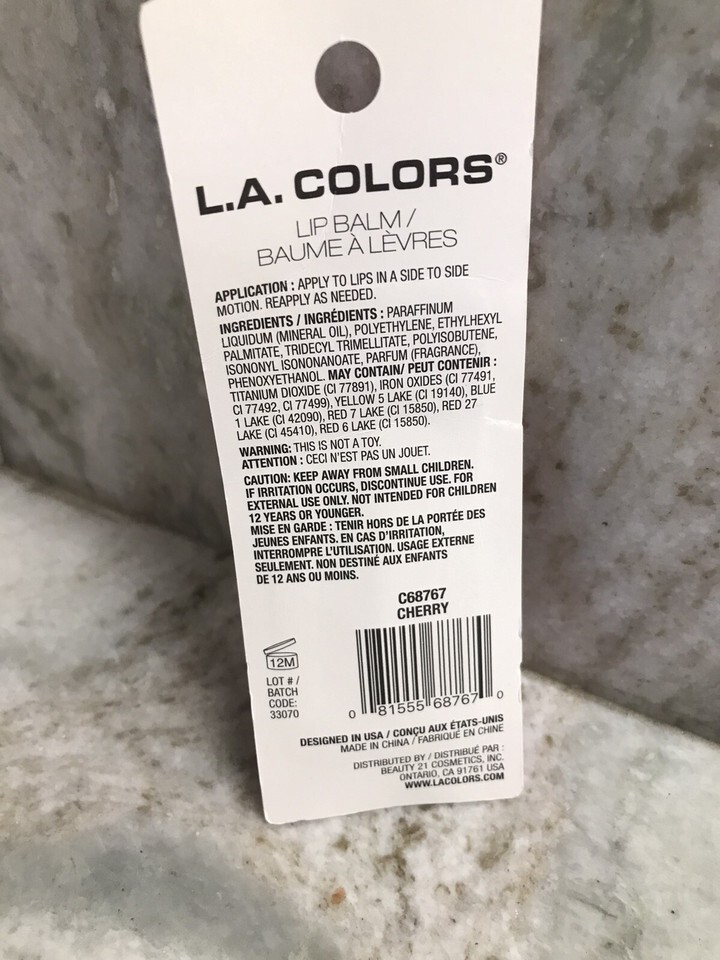 L.A. COLORS®
LIP BALM /
BAUME À LÈVRES
APPLICATION : APPLY TO LIPS IN A SIDE TO SIDE
MOTION. REAPPLY AS NEEDED.
INGREDIENTS / INGRÉDIENTS : PARAFFINUM
LIQUIDUM (MINERAL OIL), POLYETHYLENE, ETHYLHEXYL
PALMITATE, TRIDECYL TRIMELLITATE, POLYISOBUTENE,
ISONONYL ISONONANOATE, PARFUM (FRAGRANCE),
PHENOXYETHANOL. MAY CONTAIN/ PEUT CONTENIR :
TITANIUM DIOXIDE (CI 77891), IRON OXIDES (CI 77491,
CI 77492, CI 77499), YELLOW 5 LAKE (CI 19140), BLUE
1 LAKE (CI 42090), RED 7 LAKE (CI 15850), RED 27
LAKE (CI 45410), RED 6 LAKE (CI 15850).
WARNING: THIS IS NOT A TOY.
ATTENTION : CECI N'EST PAS UN JOUET.
CAUTION: KEEP AWAY FROM SMALL CHILDREN.
IF IRRITATION OCCURS, DISCONTINUE USE. FOR
EXTERNAL USE ONLY. NOT INTENDED FOR CHILDREN
12 YEARS OR YOUNGER.
MISE EN GARDE : TENIR HORS DE LA PORTÉE DES
JEUNES ENFANTS. EN CAS D'IRRITATION,
INTERROMPRE L'UTILISATION. USAGE EXTERNE
SEULEMENT. NON DESTINÉ AUX ENFANTS
DE 12 ANS OU MOINS.
C68767
CHERRY
12M
LOT # /
BATCH
CODE:
33070
0 81555 68767 0
DESIGNED IN USA / CONÇU AUX ÉTATS-UNIS
MADE IN CHINA / FABRIQUÉ EN CHINE
DISTRIBUTED BY / DISTRIBUÉ PAR :
BEAUTY 21 COSMETICS, INC.
ONTARIO, CA 91761 USA
WWW.LACOLORS.COM